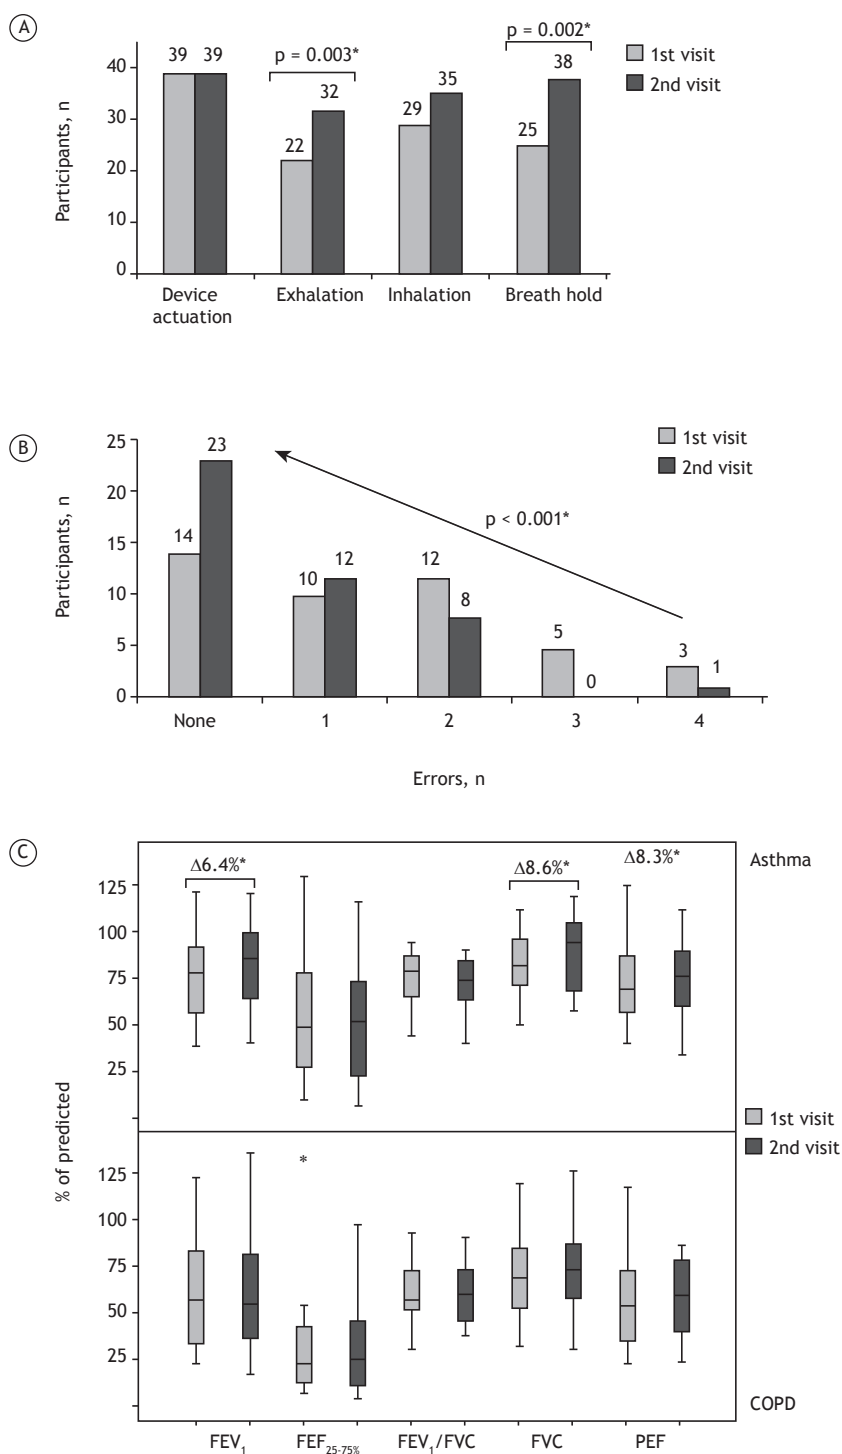 A
p = 0.002*
1st visit
2nd visit
p = 0.003*
39 39 22 32 29 35 25 38
Participants, n
40
30
20
10
0
Device actuation
Exhalation
Inhalation
Breath hold
B
1st visit
2nd visit
p < 0.001*
14 23 10 12 12 8 5 0 3 1
Participants, n
25
20
15
10
5
0
None 1 2 3 4
Errors, n
C
Asthma
Δ6.4%* Δ8.6%* Δ8.3%*
125
100
75
50
25
% of predicted
1st visit
2nd visit
*
125
100
75
50
25
COPD
FEV1 FEF25-75% FEV1/FVC FVC PEF